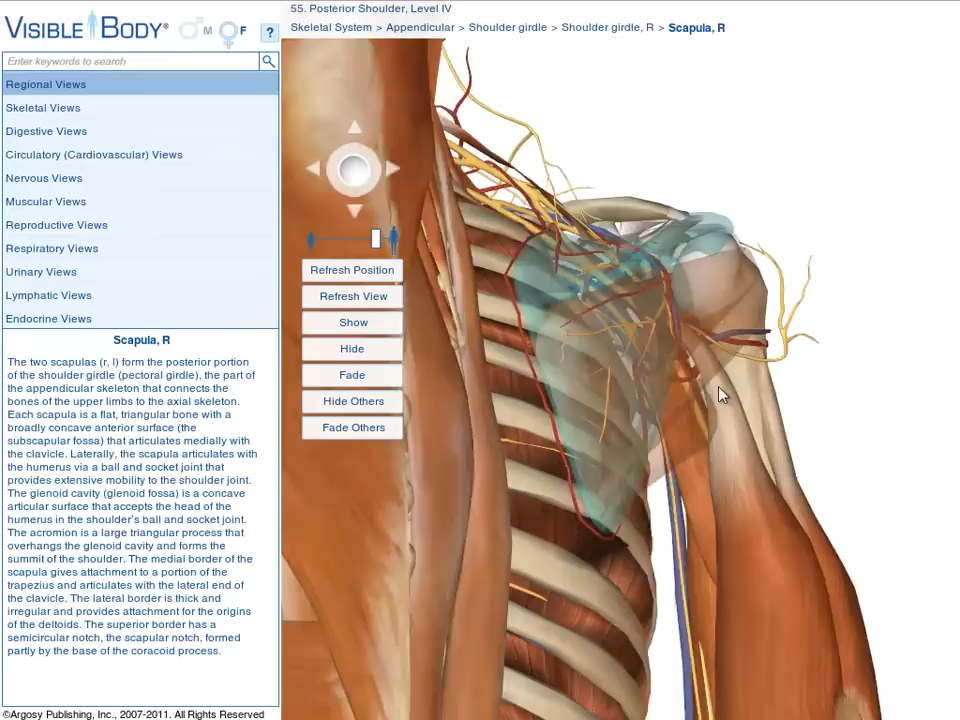 55. Posterior Shoulder, Level IV
Skeletal System > Appendicular > Shoulder girdle > Shoulder girdle, R > Scapula, R
VISIBLE BODY®
M
F
?
Enter keywords to search
Regional Views
Skeletal Views
Digestive Views
Circulatory (Cardiovascular) Views
Nervous Views
Muscular Views
Reproductive Views
Respiratory Views
Urinary Views
Lymphatic Views
Endocrine Views
Scapula, R
The two scapulas (r, l) form the posterior portion
of the shoulder girdle (pectoral girdle), the part of
the appendicular skeleton that connects the
bones of the upper limbs to the axial skeleton.
Each scapula is a flat, triangular bone with a
broadly concave anterior surface (the
subscapular fossa) that articulates medially with
the clavicle. Laterally, the scapula articulates with
the humerus via a ball and socket joint that
provides extensive mobility to the shoulder joint.
The glenoid cavity (glenoid fossa) is a concave
articular surface that accepts the head of the
humerus in the shoulder's ball and socket joint.
The acromion is a large triangular process that
overhangs the glenoid cavity and forms the
summit of the shoulder. The medial border of the
scapula gives attachment to a portion of the
trapezius and articulates with the lateral end of
the clavicle. The lateral border is thick and
irregular and provides attachment for the origins
of the deltoids. The superior border has a
semicircular notch, the scapular notch, formed
partly by the base of the coracoid process.
Refresh Position
Refresh View
Show
Hide
Fade
Hide Others
Fade Others
©Argosy Publishing, Inc., 2007-2011. All Rights Reserved